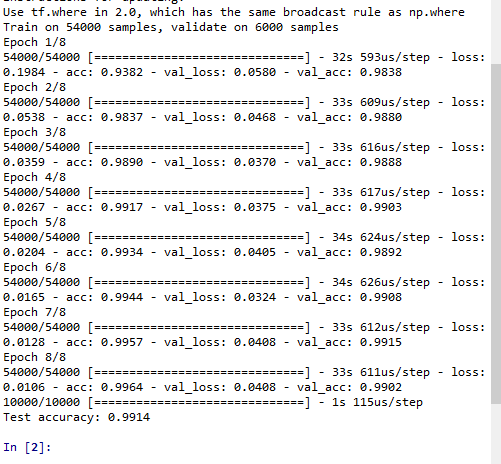 Use tf.where in 2.0, which has the same broadcast rule as np.where
Train on 54000 samples, validate on 6000 samples
Epoch 1/8
54000/54000 [==============================] - 32s 593us/step - loss:
0.1984 - acc: 0.9382 - val_loss: 0.0580 - val_acc: 0.9838
Epoch 2/8
54000/54000 [==============================] - 33s 609us/step - loss:
0.0538 - acc: 0.9837 - val_loss: 0.0468 - val_acc: 0.9880
Epoch 3/8
54000/54000 [==============================] - 33s 616us/step - loss:
0.0359 - acc: 0.9890 - val_loss: 0.0370 - val_acc: 0.9888
Epoch 4/8
54000/54000 [==============================] - 33s 617us/step - loss:
0.0267 - acc: 0.9917 - val_loss: 0.0375 - val_acc: 0.9903
Epoch 5/8
54000/54000 [==============================] - 34s 624us/step - loss:
0.0204 - acc: 0.9934 - val_loss: 0.0405 - val_acc: 0.9892
Epoch 6/8
54000/54000 [==============================] - 34s 626us/step - loss:
0.0165 - acc: 0.9944 - val_loss: 0.0324 - val_acc: 0.9908
Epoch 7/8
54000/54000 [==============================] - 33s 612us/step - loss:
0.0128 - acc: 0.9957 - val_loss: 0.0408 - val_acc: 0.9915
Epoch 8/8
54000/54000 [==============================] - 33s 611us/step - loss:
0.0106 - acc: 0.9964 - val_loss: 0.0408 - val_acc: 0.9902
10000/10000 [==============================] - 1s 115us/step
Test accuracy: 0.9914
In [2]: